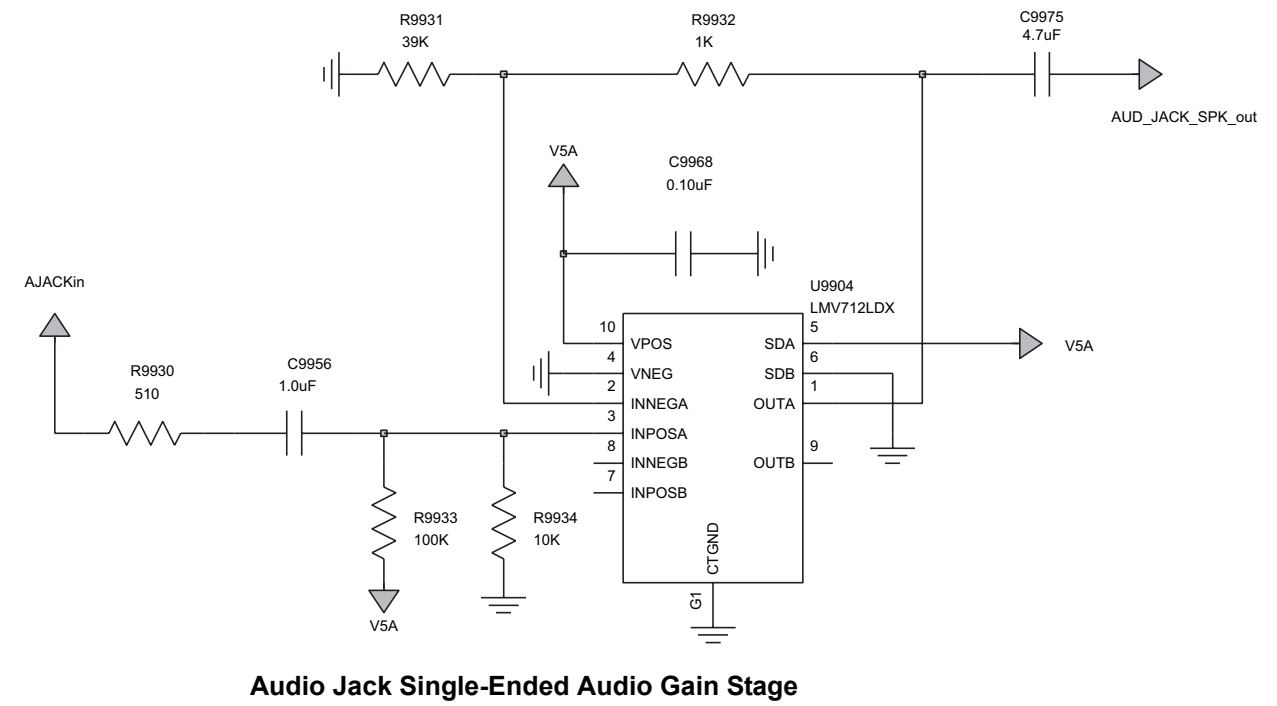 R9931
39K
R9932
1K
C9975
4.7uF
AUD_JACK_SPK_out
V5A
C9968
0.10uF
AJACKin
U9904
LMV712LDX
R9930
510
C9956
1.0uF
10
VPOS
4
VNEG
2
INNEGA
3
INPOSA
8
INNEGB
7
INPOSB
5
SDA
6
SDB
1
OUTA
9
OUTB
V5A
R9933
100K
R9934
10K
CTGND
G1
V5A
Audio Jack Single-Ended Audio Gain Stage